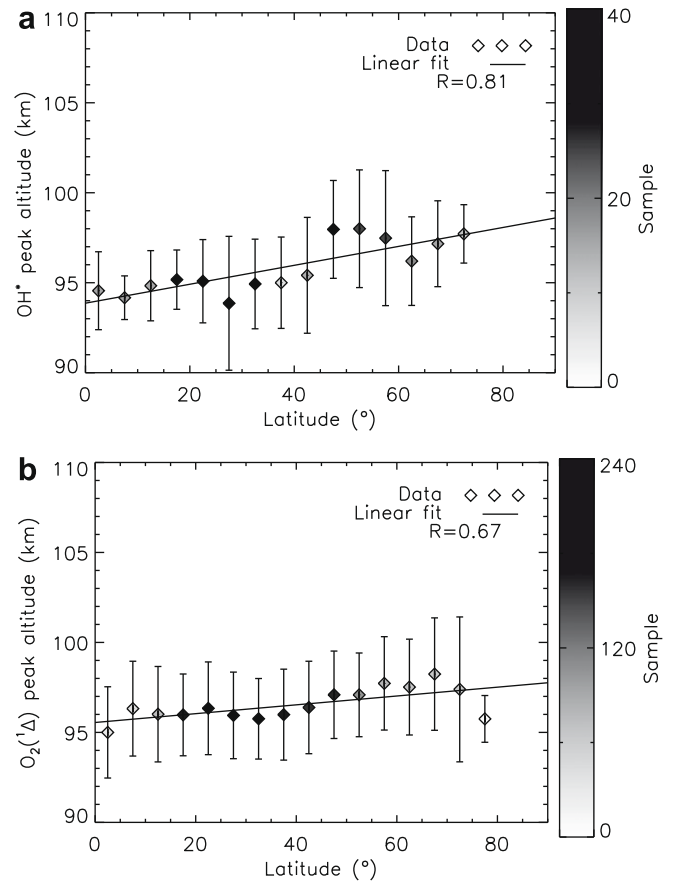 a
110
105
100
95
90
OH* peak altitude (km)
Data
Linear fit
R=0.81
0 20 40 60 80
Latitude (°)
40
20
0
Sample
b
110
105
100
95
90
O₂(¹Δ) peak altitude (km)
Data
Linear fit
R=0.67
0 20 40 60 80
Latitude (°)
240
120
0
Sample